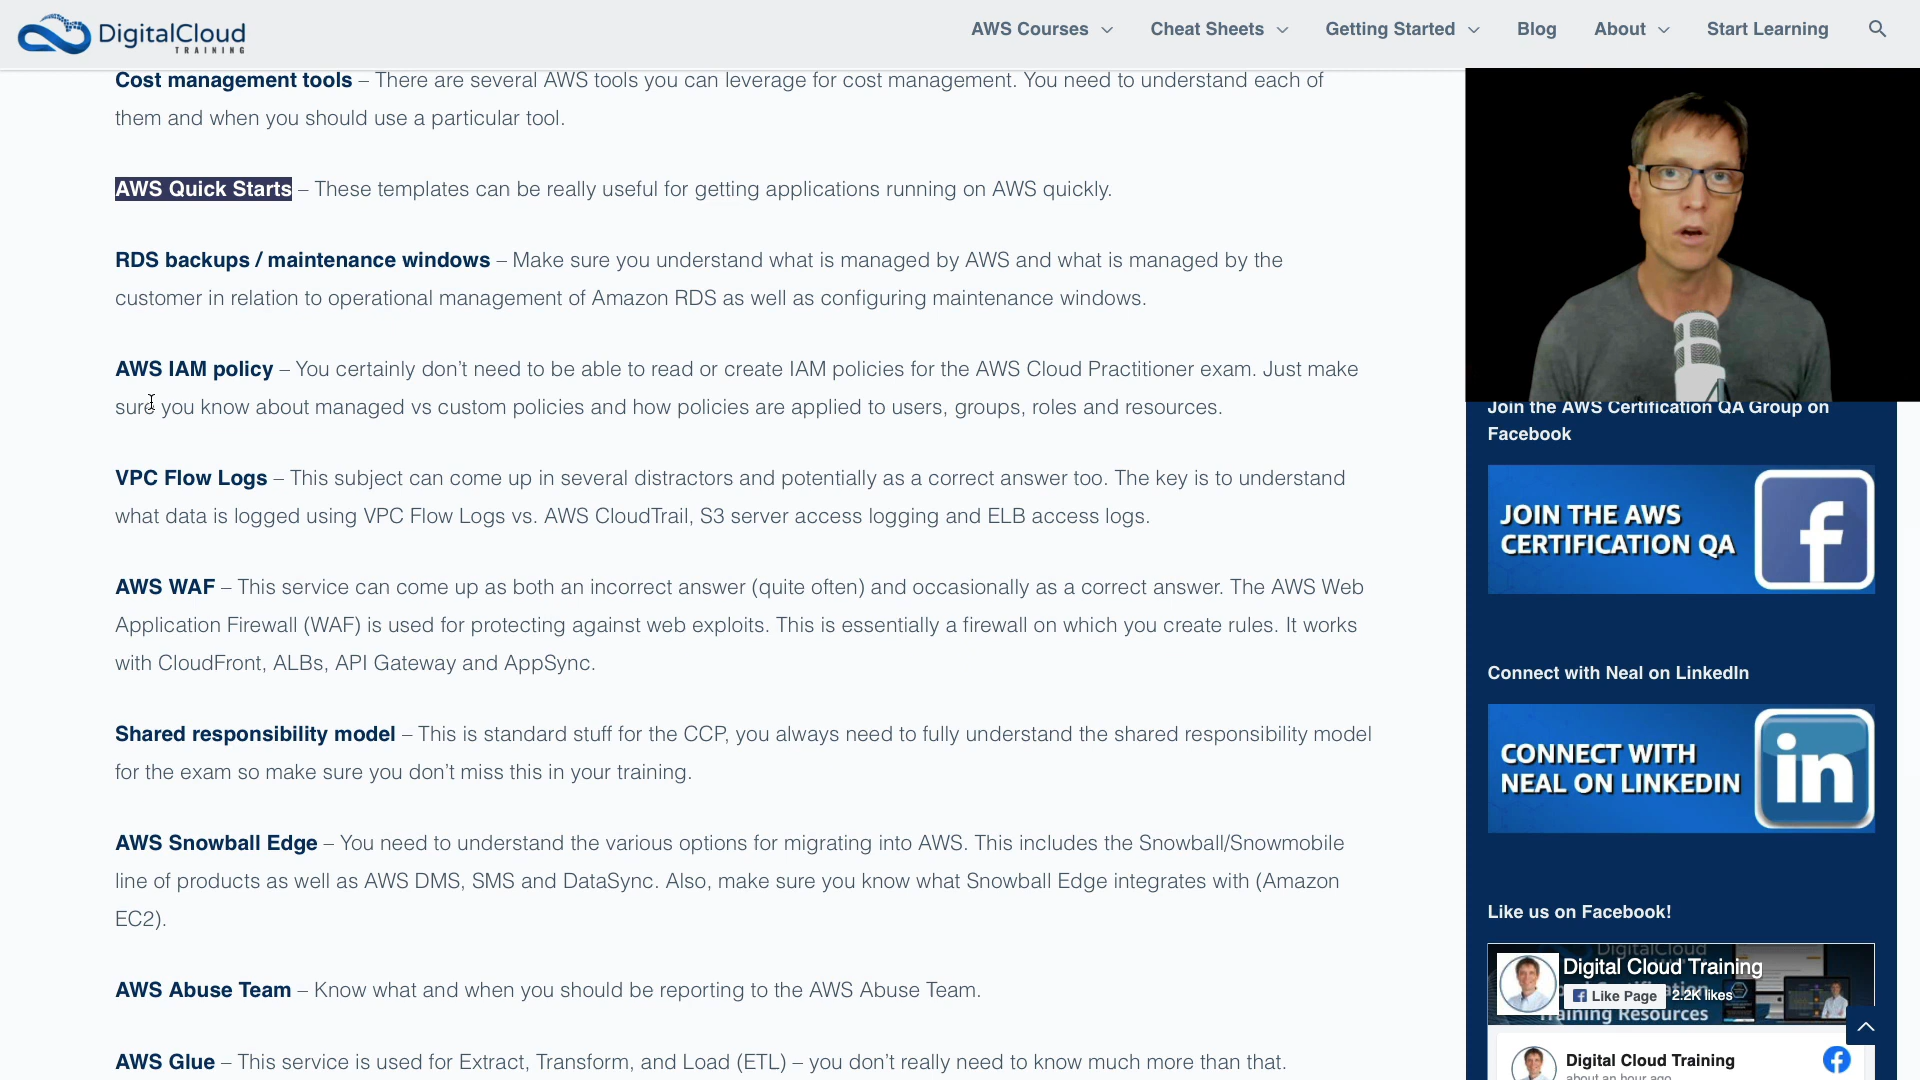 DigitalCloud
TRAINING
AWS Courses
Cheat Sheets
Getting Started
Blog
About
Start Learning
Cost management tools – There are several AWS tools you can leverage for cost management. You need to understand each of
them and when you should use a particular tool.
AWS Quick Starts – These templates can be really useful for getting applications running on AWS quickly.
RDS backups / maintenance windows – Make sure you understand what is managed by AWS and what is managed by the
customer in relation to operational management of Amazon RDS as well as configuring maintenance windows.
AWS IAM policy – You certainly don’t need to be able to read or create IAM policies for the AWS Cloud Practitioner exam. Just make
sure you know about managed vs custom policies and how policies are applied to users, groups, roles and resources.
VPC Flow Logs – This subject can come up in several distractors and potentially as a correct answer too. The key is to understand
what data is logged using VPC Flow Logs vs. AWS CloudTrail, S3 server access logging and ELB access logs.
AWS WAF – This service can come up as both an incorrect answer (quite often) and occasionally as a correct answer. The AWS Web
Application Firewall (WAF) is used for protecting against web exploits. This is essentially a firewall on which you create rules. It works
with CloudFront, ALBs, API Gateway and AppSync.
Shared responsibility model – This is standard stuff for the CCP, you always need to fully understand the shared responsibility model
for the exam so make sure you don’t miss this in your training.
AWS Snowball Edge – You need to understand the various options for migrating into AWS. This includes the Snowball/Snowmobile
line of products as well as AWS DMS, SMS and DataSync. Also, make sure you know what Snowball Edge integrates with (Amazon
EC2).
AWS Abuse Team – Know what and when you should be reporting to the AWS Abuse Team.
AWS Glue – This service is used for Extract, Transform, and Load (ETL) – you don’t really need to know much more than that.
Join the AWS Certification QA Group on
Facebook
JOIN THE AWS
CERTIFICATION QA
Connect with Neal on LinkedIn
CONNECT WITH
NEAL ON LINKEDIN
in
Like us on Facebook!
DigitalCloud
Digital Cloud Training
Like Page
2.2K likes
Training Resources
Digital Cloud Training
about an hour ago